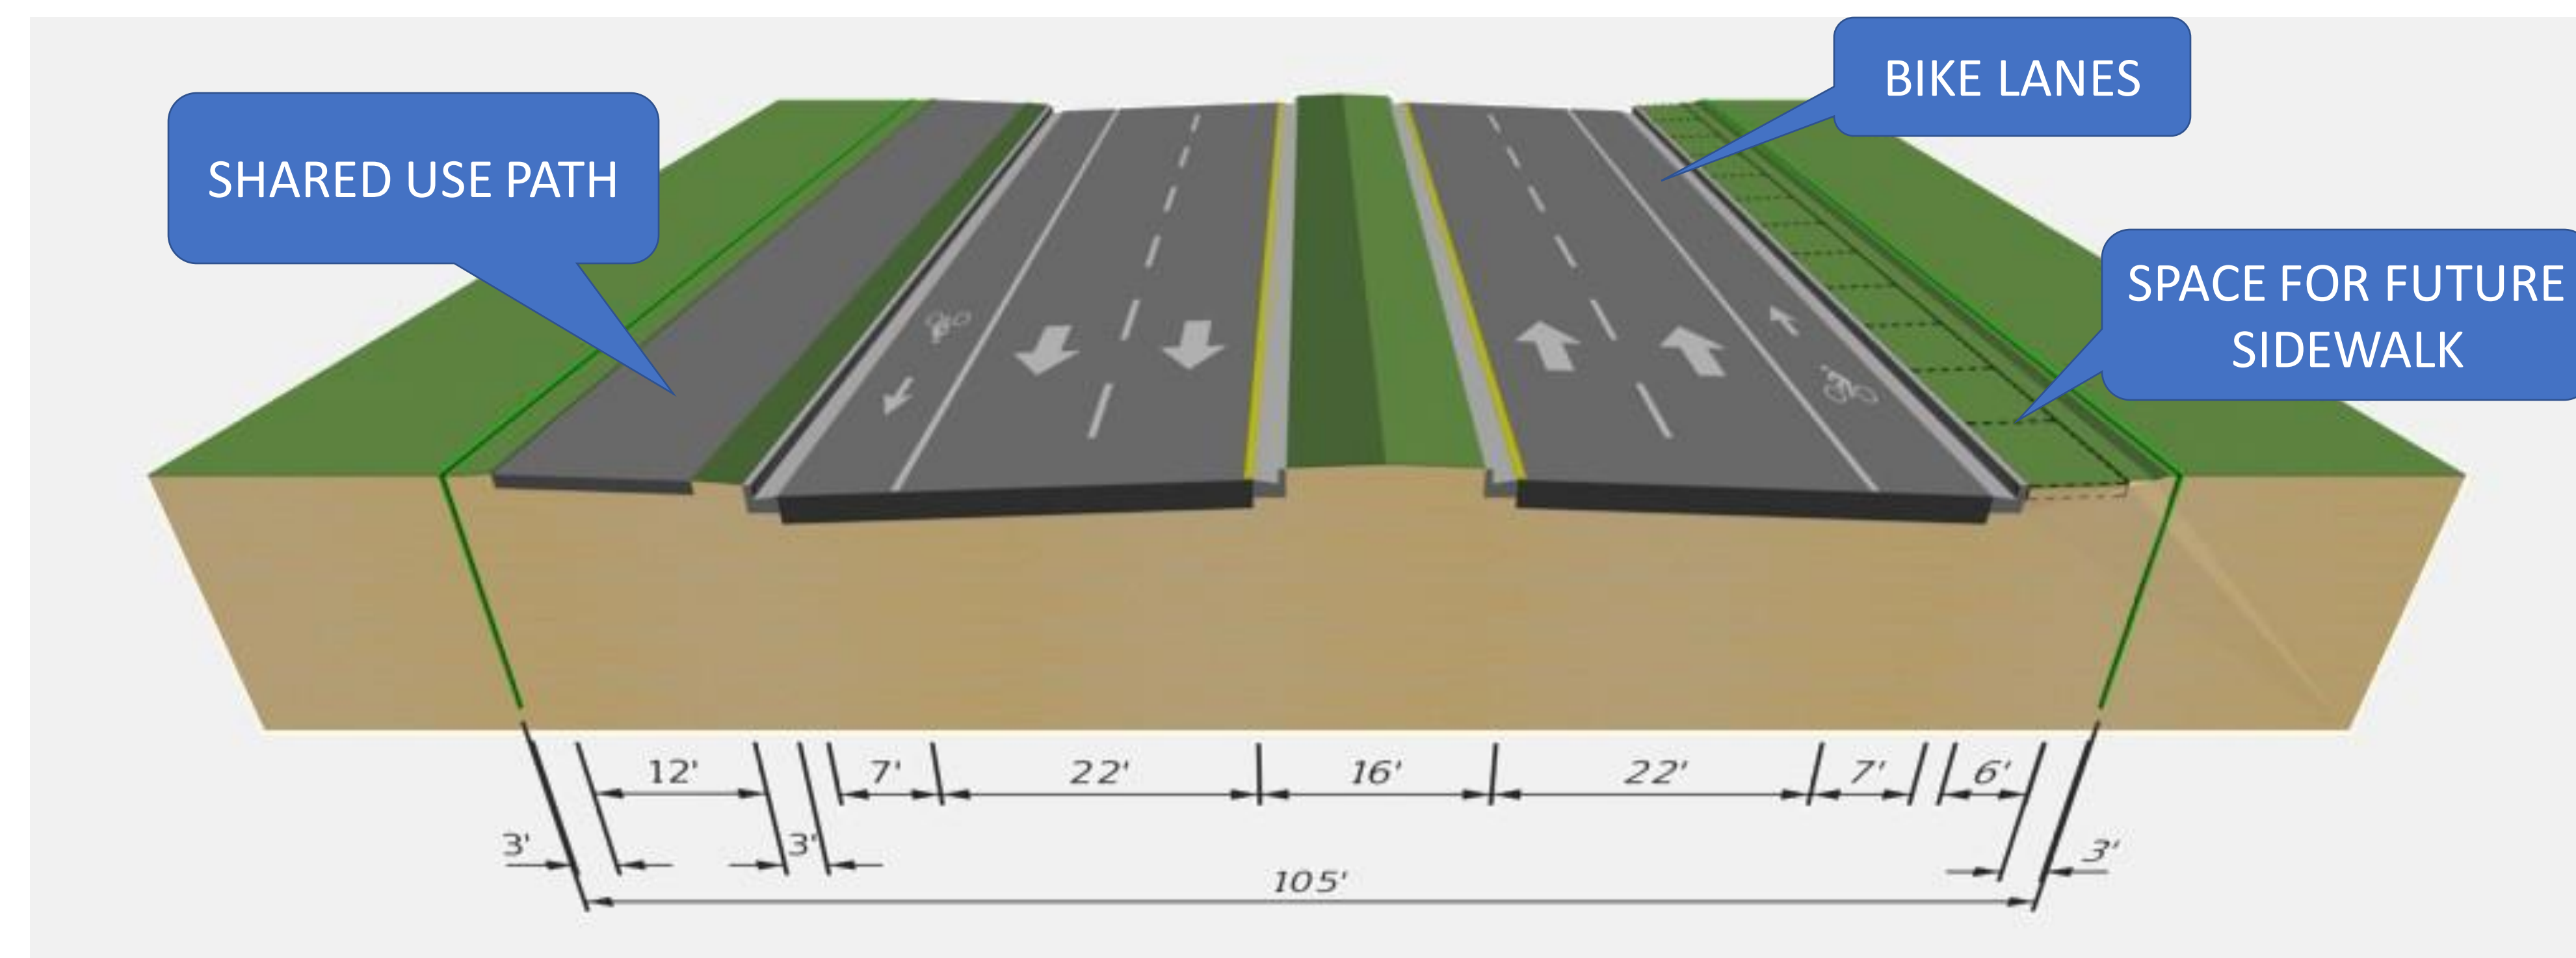 BIKE LANES
SHARED USE PATH
SPACE FOR FUTURE
SIDEWALK
12' 7' 22' 16' 22' 7' 6'
3' 3' 3'
105'